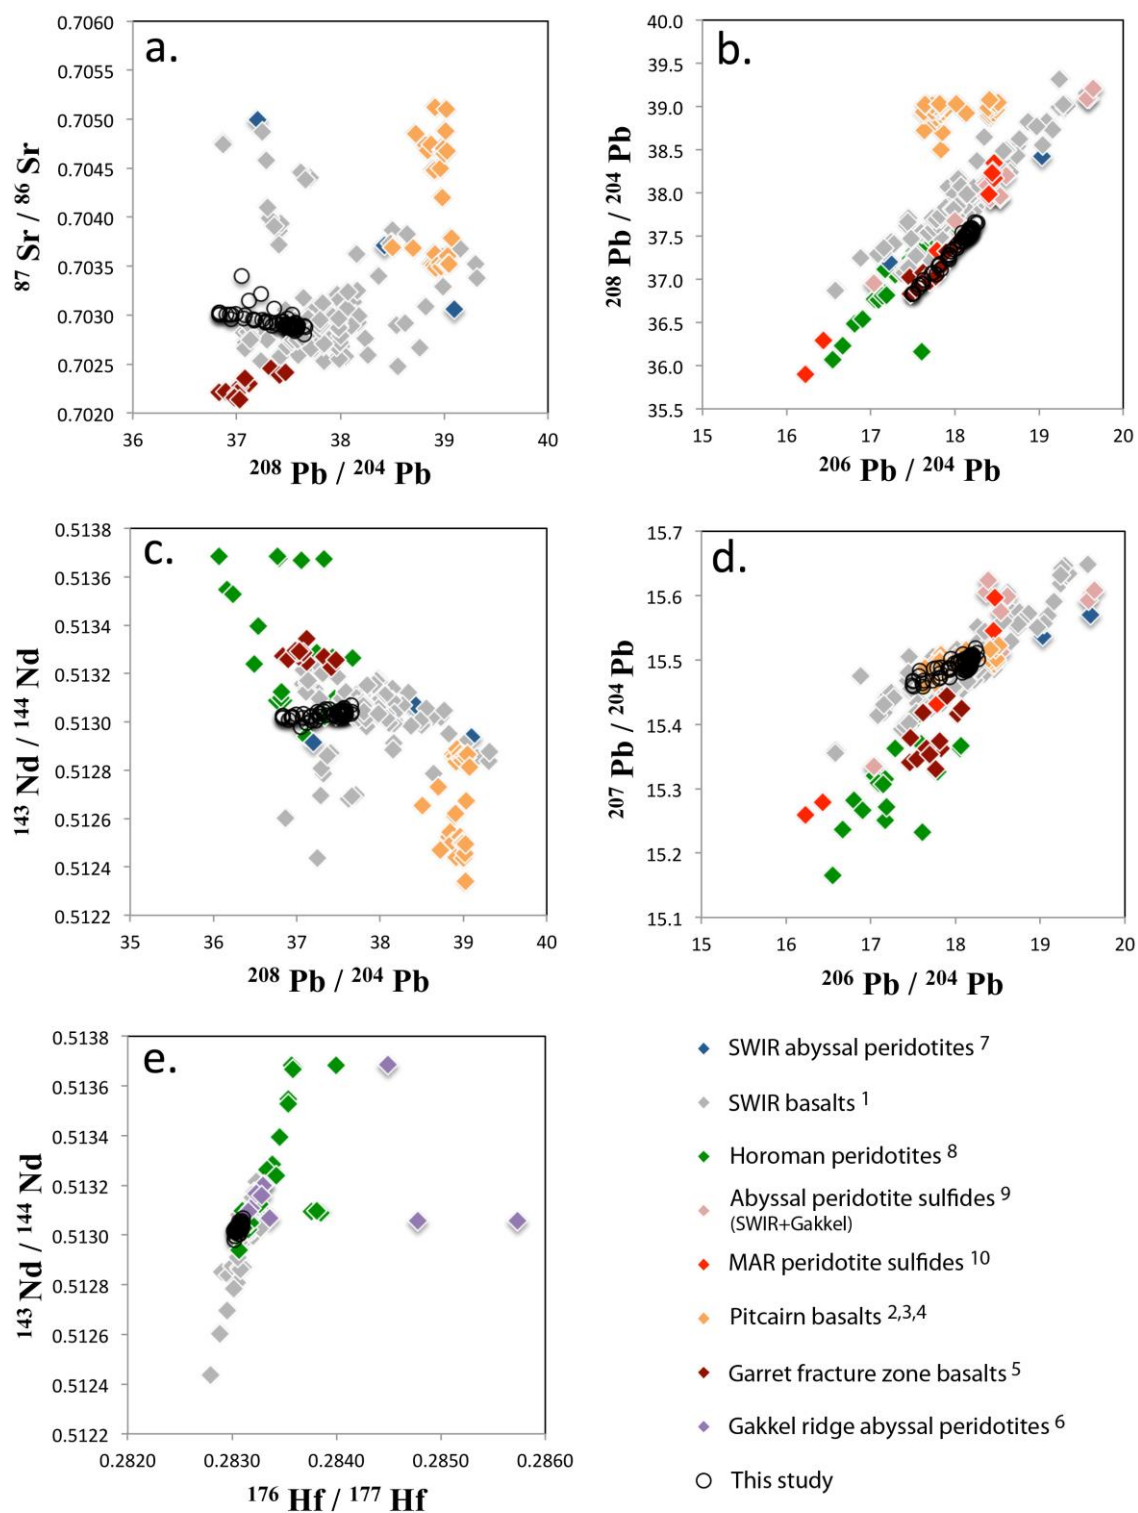 a.
0.7060
0.7055
0.7050
0.7045
0.7040
0.7035
0.7030
0.7025
0.7020
87 Sr / 86 Sr
36 37 38 39 40
208 Pb / 204 Pb
b.
40.0
39.5
39.0
38.5
38.0
37.5
37.0
36.5
36.0
35.5
208 Pb / 204 Pb
15 16 17 18 19 20
206 Pb / 204 Pb
c.
0.5138
0.5136
0.5134
0.5132
0.5130
0.5128
0.5126
0.5124
0.5122
143 Nd / 144 Nd
35 36 37 38 39 40
208 Pb / 204 Pb
d.
15.7
15.6
15.5
15.4
15.3
15.2
15.1
207 Pb / 204 Pb
15 16 17 18 19 20
206 Pb / 204 Pb
e.
0.5138
0.5136
0.5134
0.5132
0.5130
0.5128
0.5126
0.5124
0.5122
143 Nd / 144 Nd
0.2820 0.2830 0.2840 0.2850 0.2860
176 Hf / 177 Hf
SWIR abyssal peridotites 7
SWIR basalts 1
Horoman peridotites 8
Abyssal peridotite sulfides 9
(SWIR+Gakkel)
MAR peridotite sulfides 10
Pitcairn basalts 2,3,4
Garret fracture zone basalts 5
Gakkel ridge abyssal peridotites 6
This study